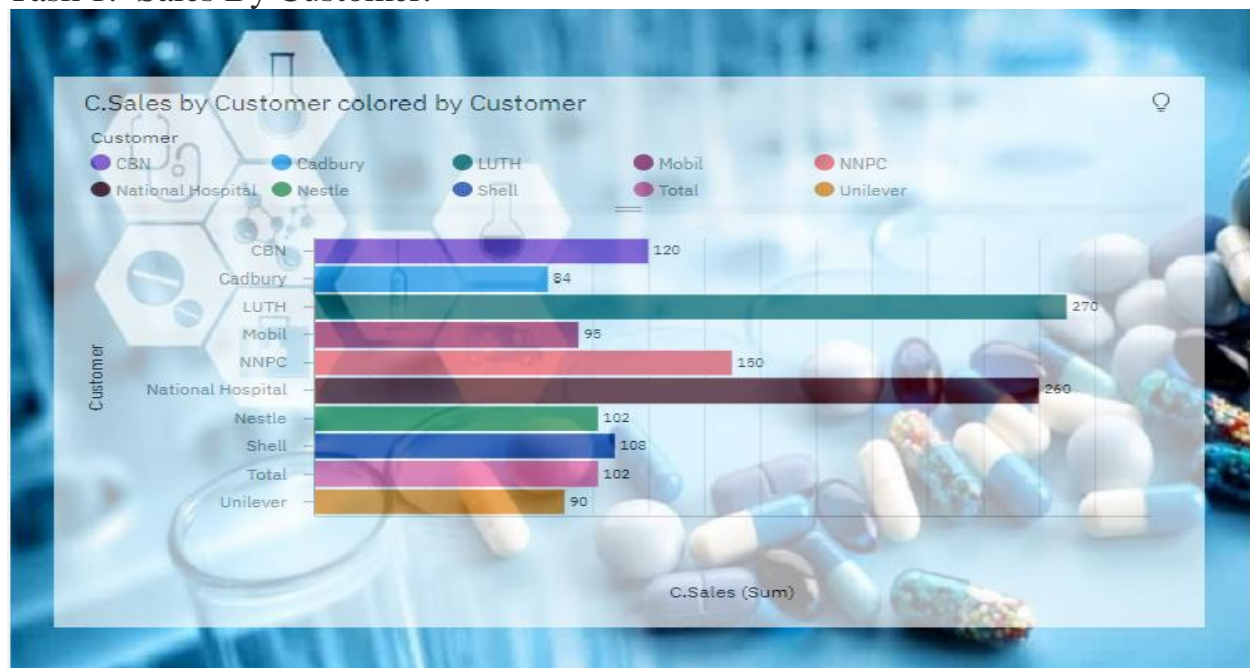 Task 1: Sales By Customer.
C.Sales by Customer colored by Customer
Customer
CBN Cadbury LUTH Mobil NNPC
National Hospital Nestle Shell Total Unilever
CBN 120
Cadbury 84
LUTH 270
Mobil 95
NNPC 150
National Hospital 260
Nestle 102
Shell 108
Total 102
Unilever 90
Customer
C.Sales (Sum)